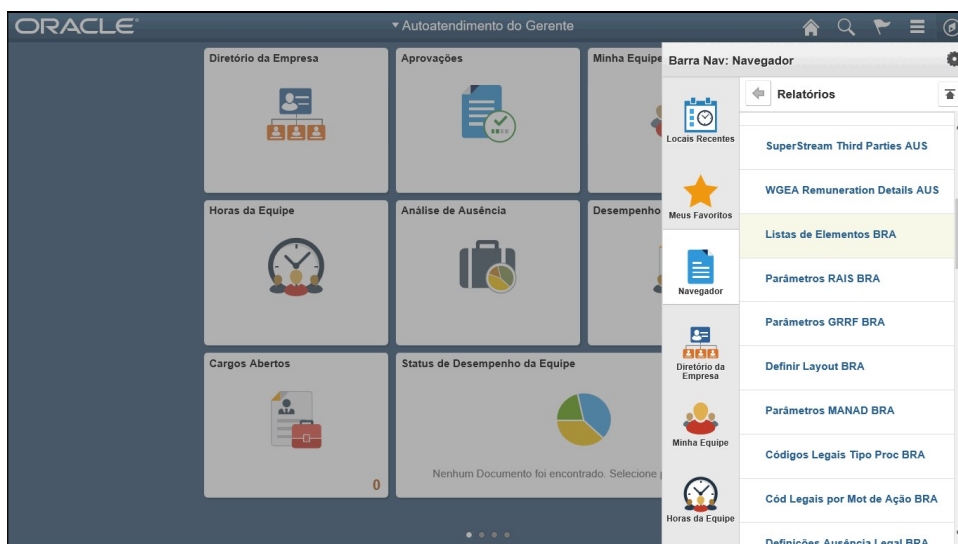 ORACLE
Autoatendimento do Gerente
Diretório da Empresa
Aprovações
Minha Equipe
Horas da Equipe
Análise de Ausência
Desempenho
Cargos Abertos
0
Status de Desempenho da Equipe
Nenhum Documento foi encontrado. Selecione
Barra Nav: Navegador
Locais Recentes
Meus Favoritos
Navegador
Diretório da
Empresa
Minha Equipe
Horas da Equipe
Relatórios
SuperStream Third Parties AUS
WGEA Remuneration Details AUS
Listas de Elementos BRA
Parâmetros RAIS BRA
Parâmetros GRRF BRA
Definir Layout BRA
Parâmetros MANAD BRA
Códigos Legais Tipo Proc BRA
Cód Legais por Mot de Ação BRA
Definições Ausência Legal BRA